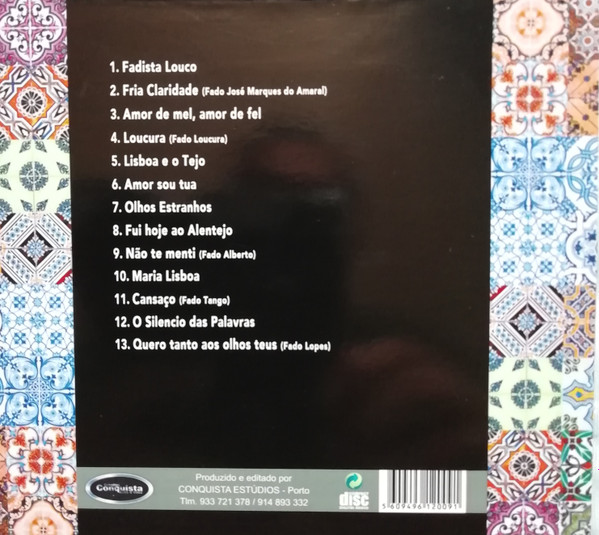 1. Fadista Louco
2. Fria Claridade (Fado José Marques do Amaral)
3. Amor de mel, amor de fel
4. Loucura (Fado Loucura)
5. Lisboa e o Tejo
6. Amor sou tua
7. Olhos Estranhos
8. Fui hoje ao Alentejo
9. Não te menti (Fado Alberto)
10. Maria Lisboa
11. Cansaço (Fado Tango)
12. O Silencio das Palavras
13. Quero tanto aos olhos teus (Fado Lopes)
Conquista
Produzido e editado por
CONQUISTA ESTÚDIOS - Porto
Tlm. 933 721 378 / 914 893 332
disc
5609496120091